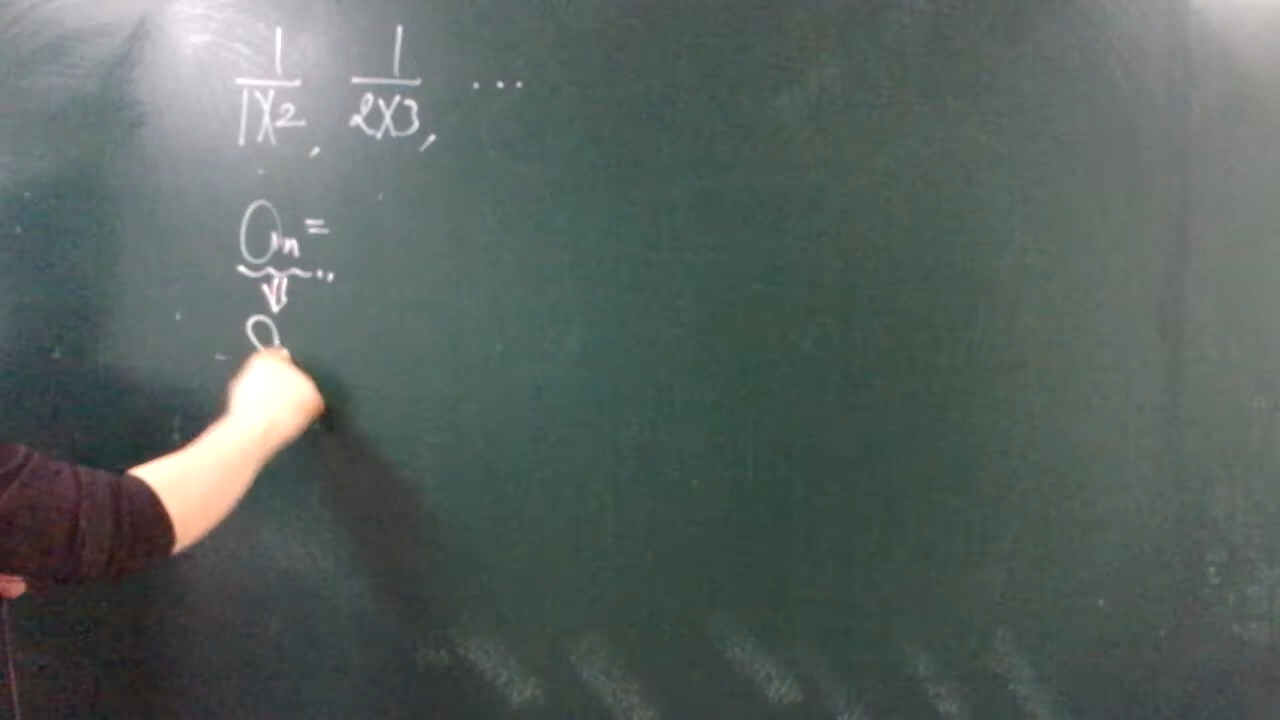 1/1×2, 1/2×3, ...
aₙ =
⇓
a